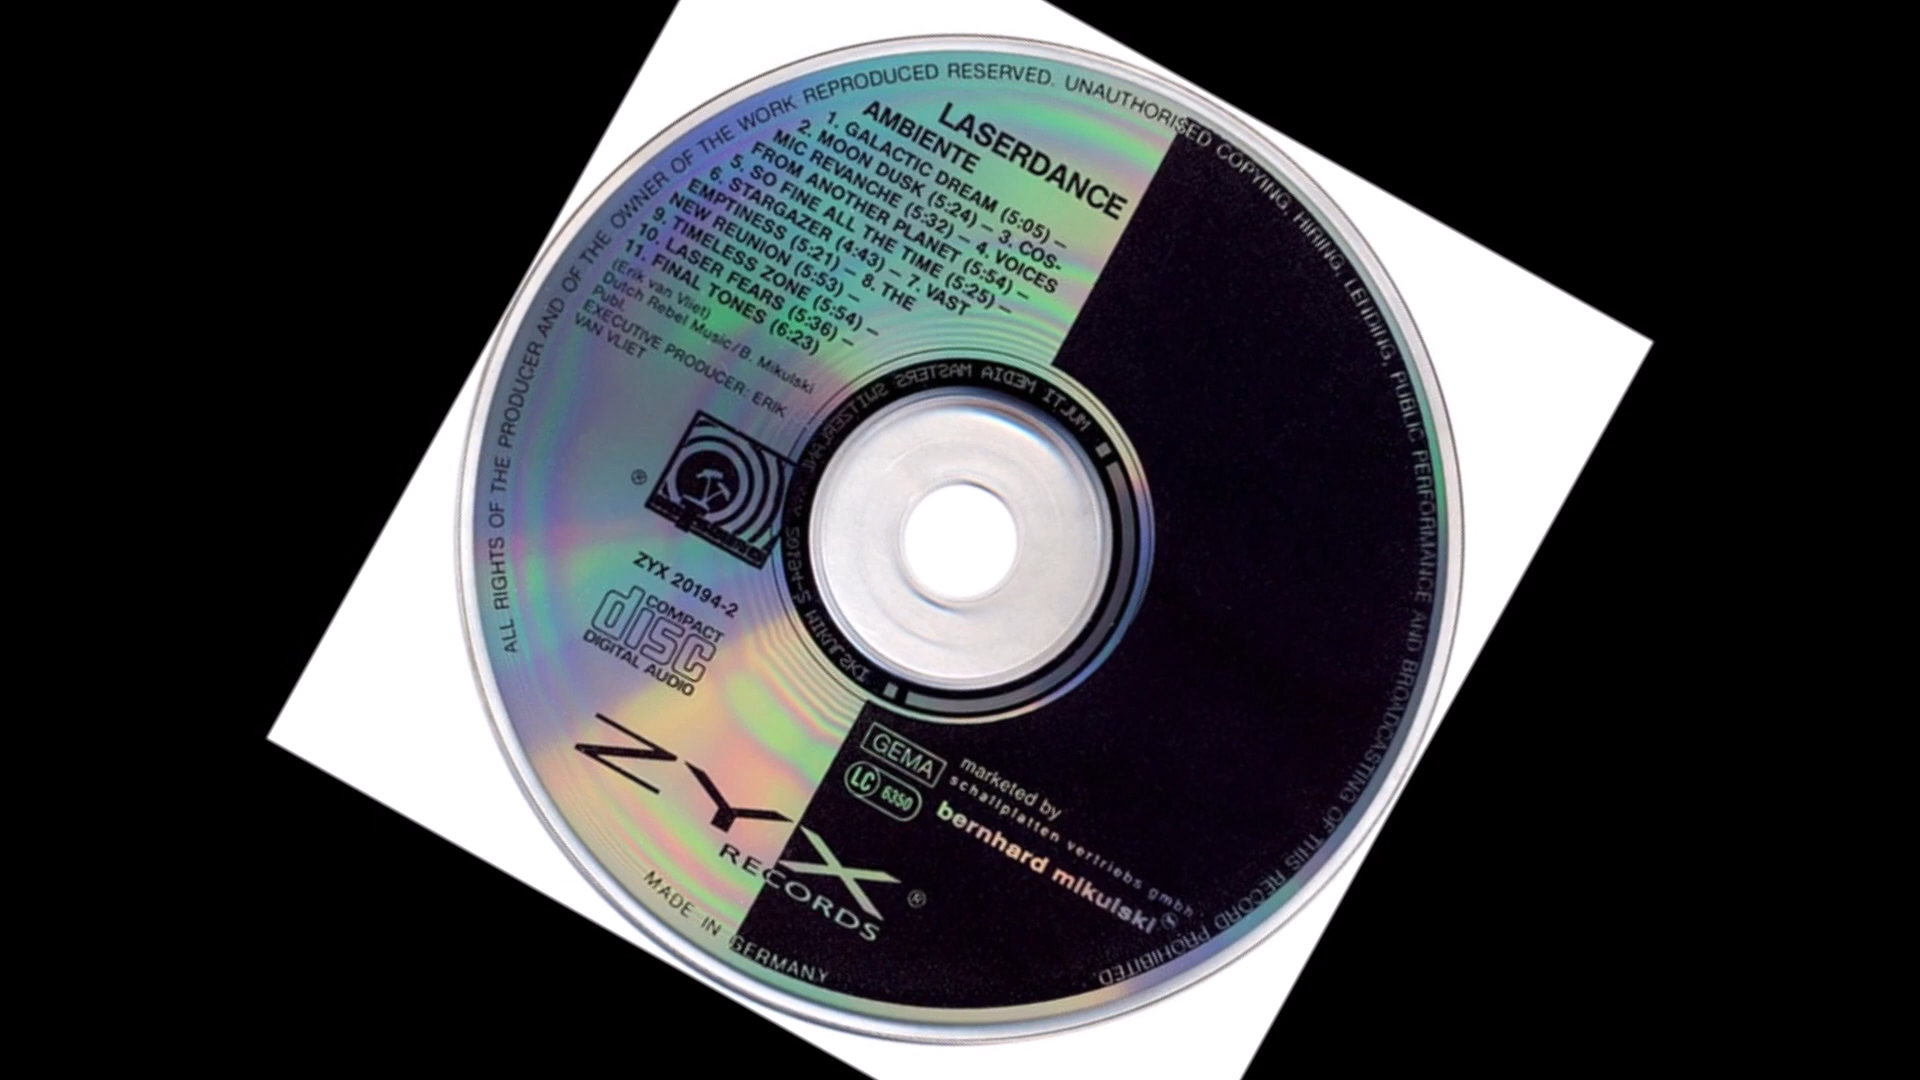 ALL RIGHTS OF THE PRODUCER AND OF THE OWNER OF THE WORK REPRODUCED RESERVED. UNAUTHORISED COPYING, HIRING, LENDING, PUBLIC PERFORMANCE AND BROADCASTING OF THIS RECORD PROHIBITED.
LASERDANCE
AMBIENTE
1. GALACTIC DREAM (5:05) –
2. MOON DUSK (5:24) – 3. COS-
MIC REVANCHE (5:32) – 4. VOICES
FROM ANOTHER PLANET (5:54) –
5. SO FINE ALL THE TIME (5:25) –
6. STARGAZER (4:43) – 7. VAST
EMPTINESS (5:21) – 8. THE
NEW REUNION (5:53) –
9. TIMELESS ZONE (5:54) –
10. LASER FEARS (5:36) –
11. FINAL TONES (6:23)
(Erik van Vliet)
Dutch Rebel Music/B. Mikulski
Publ.
EXECUTIVE PRODUCER: ERIK
VAN VLIET
®
MULTI MEDIA MASTERS SWITZERLAND
ZYX 20194-2 MIKULSKI
ZYX 20194-2
COMPACT
disc
DIGITAL AUDIO
ZYX
RECORDS
®
GEMA
LC 6350
marketed by
schallplatten vertriebs gmbh
bernhard mikulski
MADE IN GERMANY